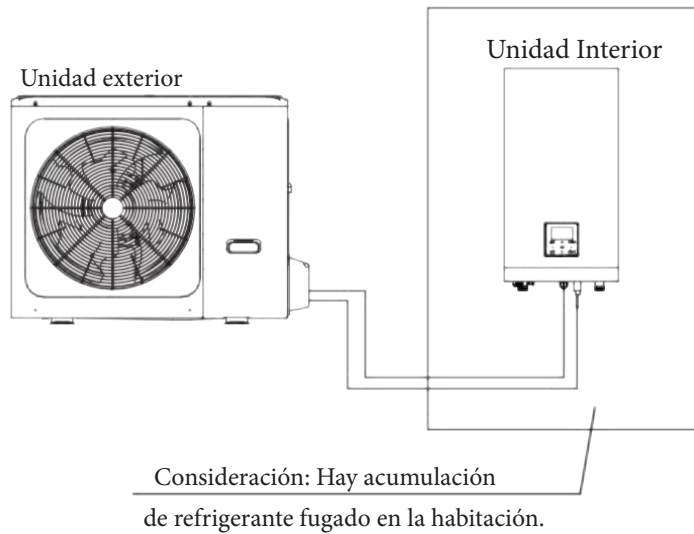 Unidad Interior
Unidad exterior
Consideración: Hay acumulación
de refrigerante fugado en la habitación.